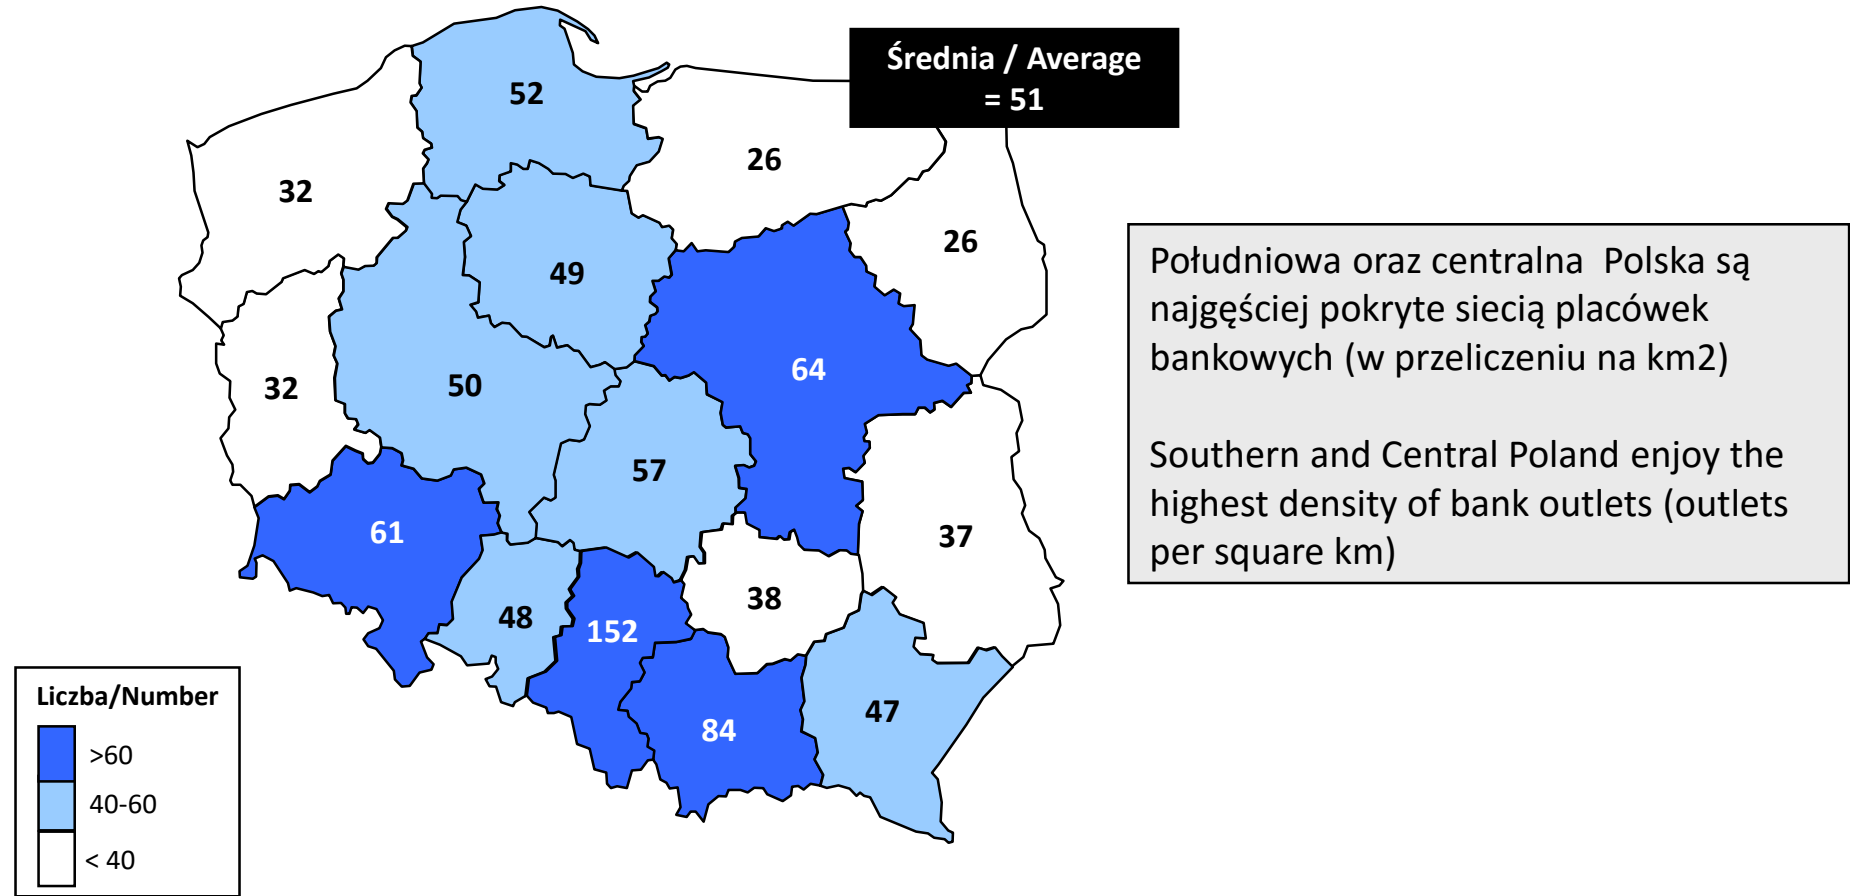 Średnia / Average
= 51
52
26
32
26
49
64
32
50
57
61
37
38
48
152
84
47
Południowa oraz centralna  Polska są
najgęściej pokryte siecią placówek
bankowych (w przeliczeniu na km2)
Southern and Central Poland enjoy the
highest density of bank outlets (outlets
per square km)
Liczba/Number
>60
40-60
< 40